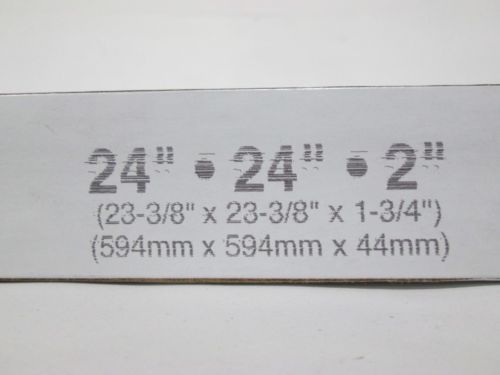 24" • 24" • 2"
(23-3/8" x 23-3/8" x 1-3/4")
(594mm x 594mm x 44mm)